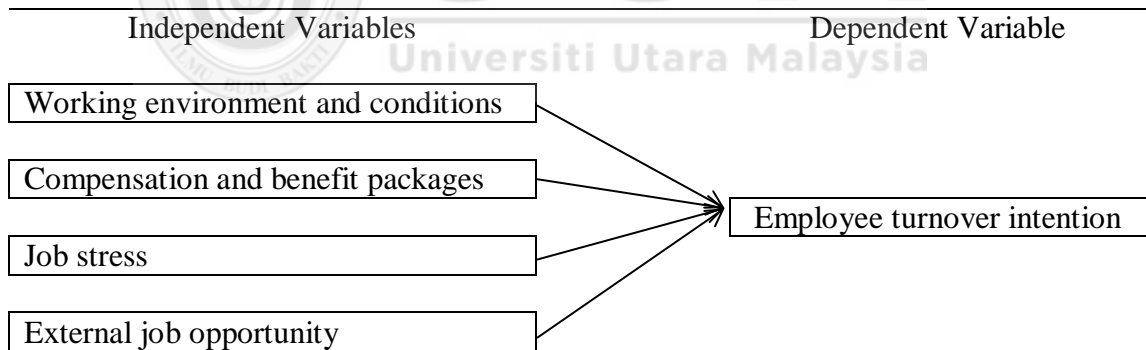 Independent Variables Dependent Variable
Universiti Utara Malaysia
Working environment and conditions
Compensation and benefit packages
Employee turnover intention
Job stress
External job opportunity